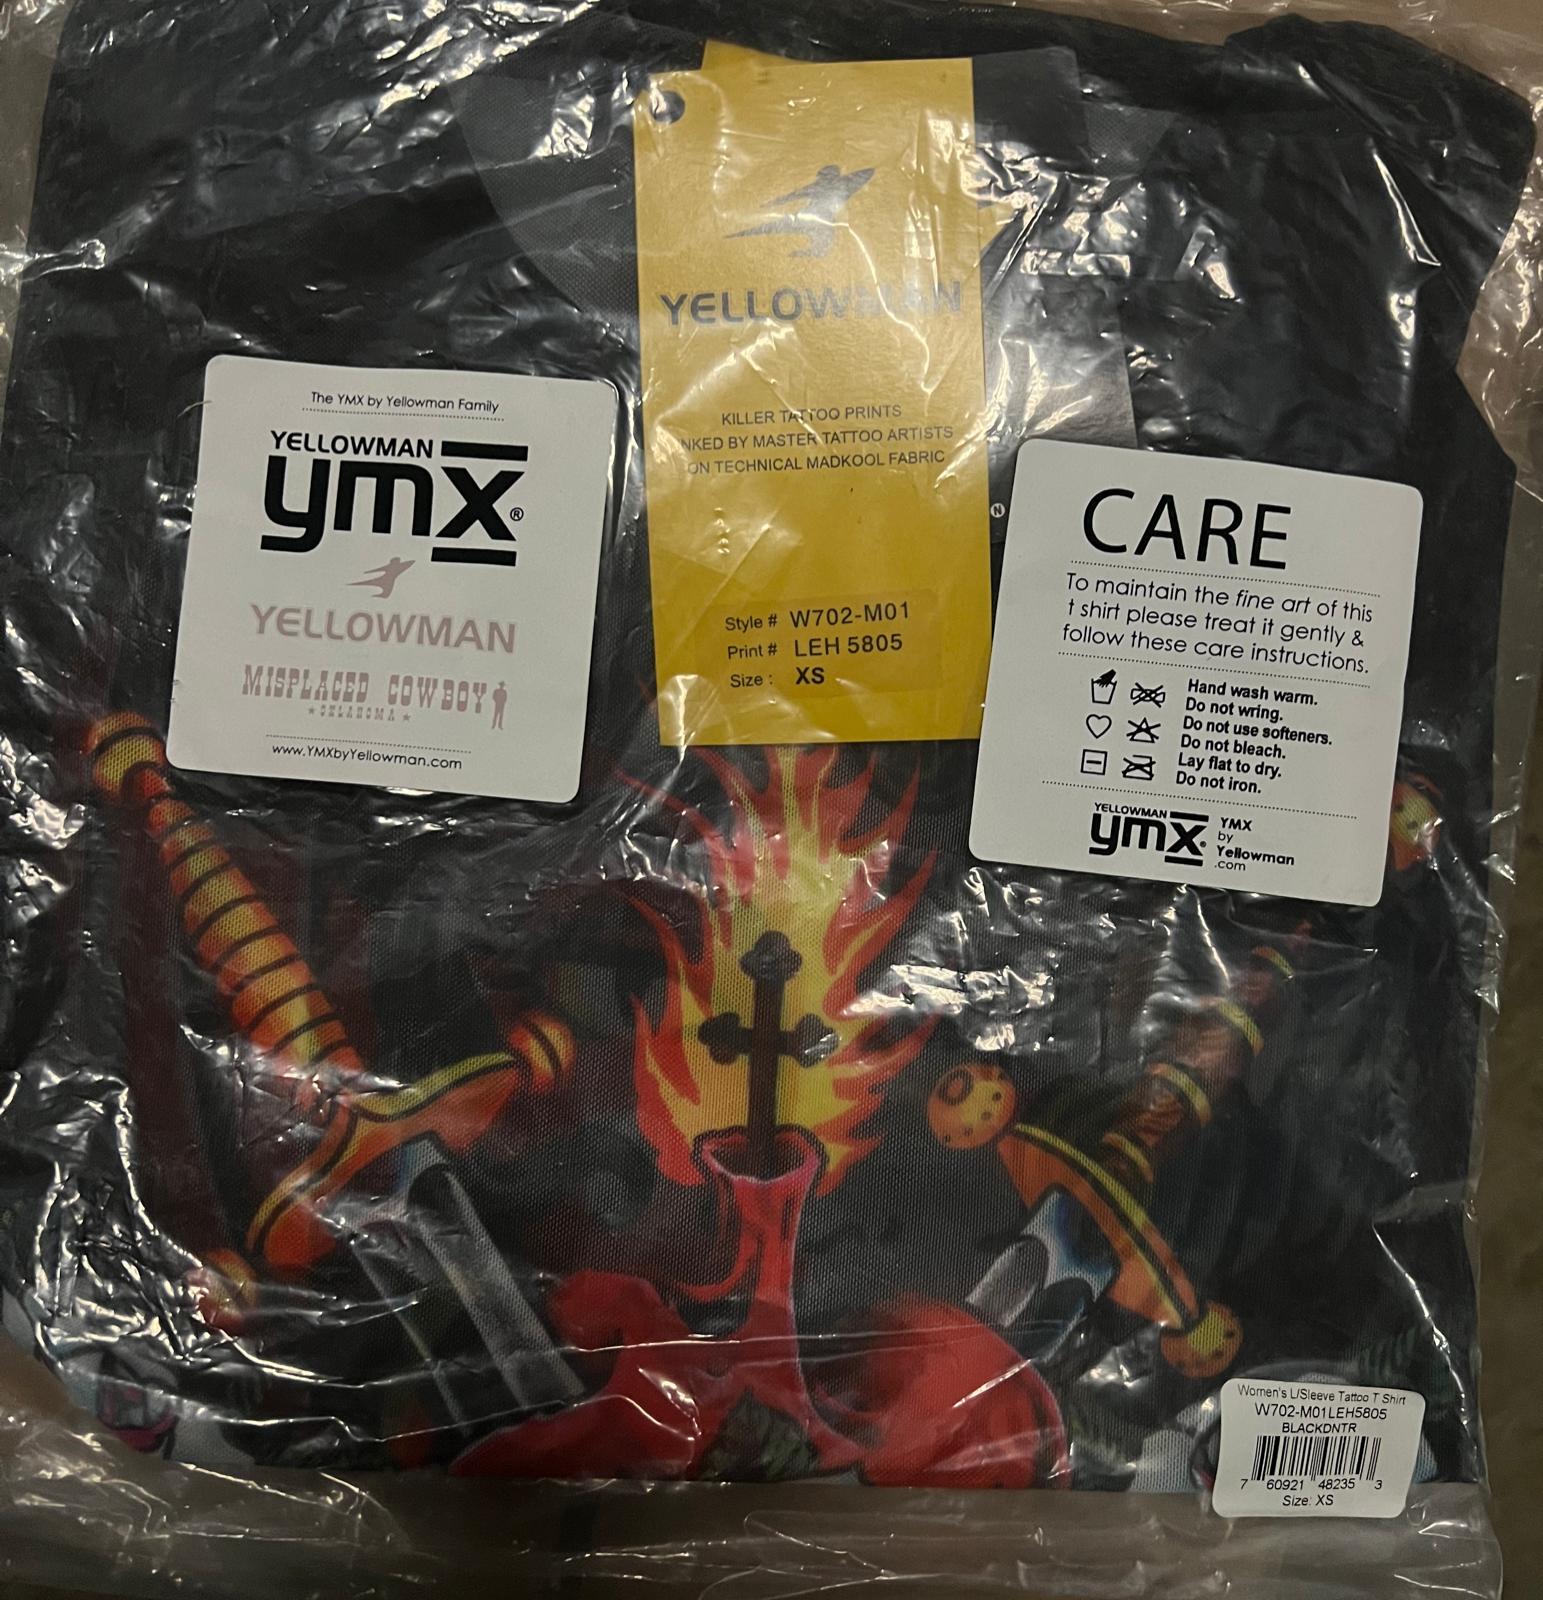 YELLOWMAN
KILLER TATTOO PRINTS
INKED BY MASTER TATTOO ARTISTS
ON TECHNICAL MADKOOL FABRIC
Style # W702-M01
Print # LEH 5805
Size : XS
The YMX by Yellowman Family
YELLOWMAN
ymx®
YELLOWMAN
MISPLACED COWBOY
★ OKLAHOMA ★
www.YMXbyYellowman.com
N
CARE
To maintain the fine art of this
t shirt please treat it gently &
follow these care instructions.
Hand wash warm.
Do not wring.
Do not use softeners.
Do not bleach.
Lay flat to dry.
Do not iron.
YELLOWMAN
ymx®
YMX
by
Yellowman
.com
Women's L/Sleeve Tattoo T Shirt
W702-M01LEH5805
BLACKDNTR
7 60921 48235 3
Size: XS